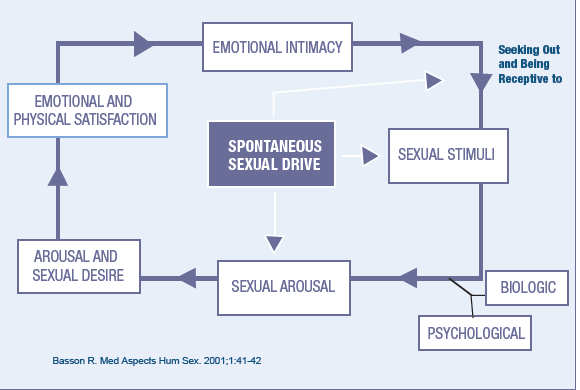 EMOTIONAL INTIMACY
Seeking Out
and Being
Receptive to
EMOTIONAL AND
PHYSICAL SATISFACTION
SPONTANEOUS
SEXUAL DRIVE
SEXUAL STIMULI
AROUSAL AND
SEXUAL DESIRE
SEXUAL AROUSAL
BIOLOGIC
PSYCHOLOGICAL
Basson R. Med Aspects Hum Sex. 2001;1:41-42